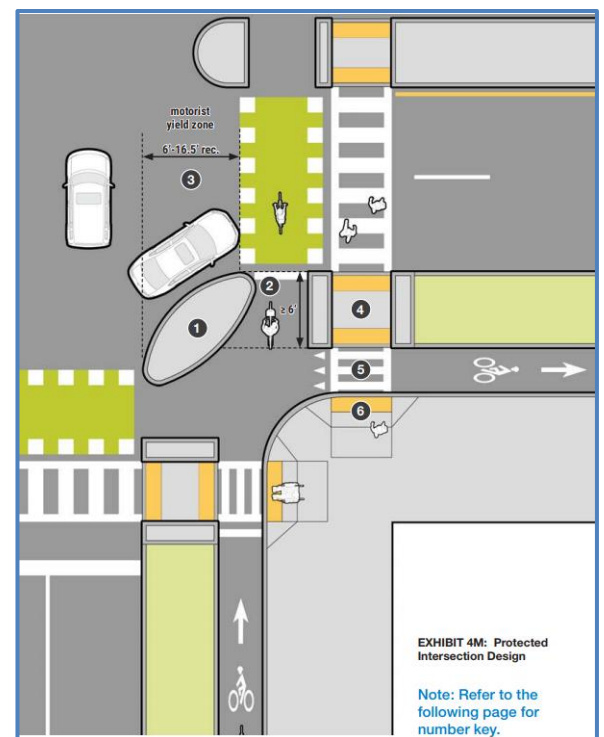 motorist
yield zone
6'-16.5' rec.
3
2
≥ 6'
1
4
5
6
EXHIBIT 4M: Protected
Intersection Design
Note: Refer to the
following page for
number key.